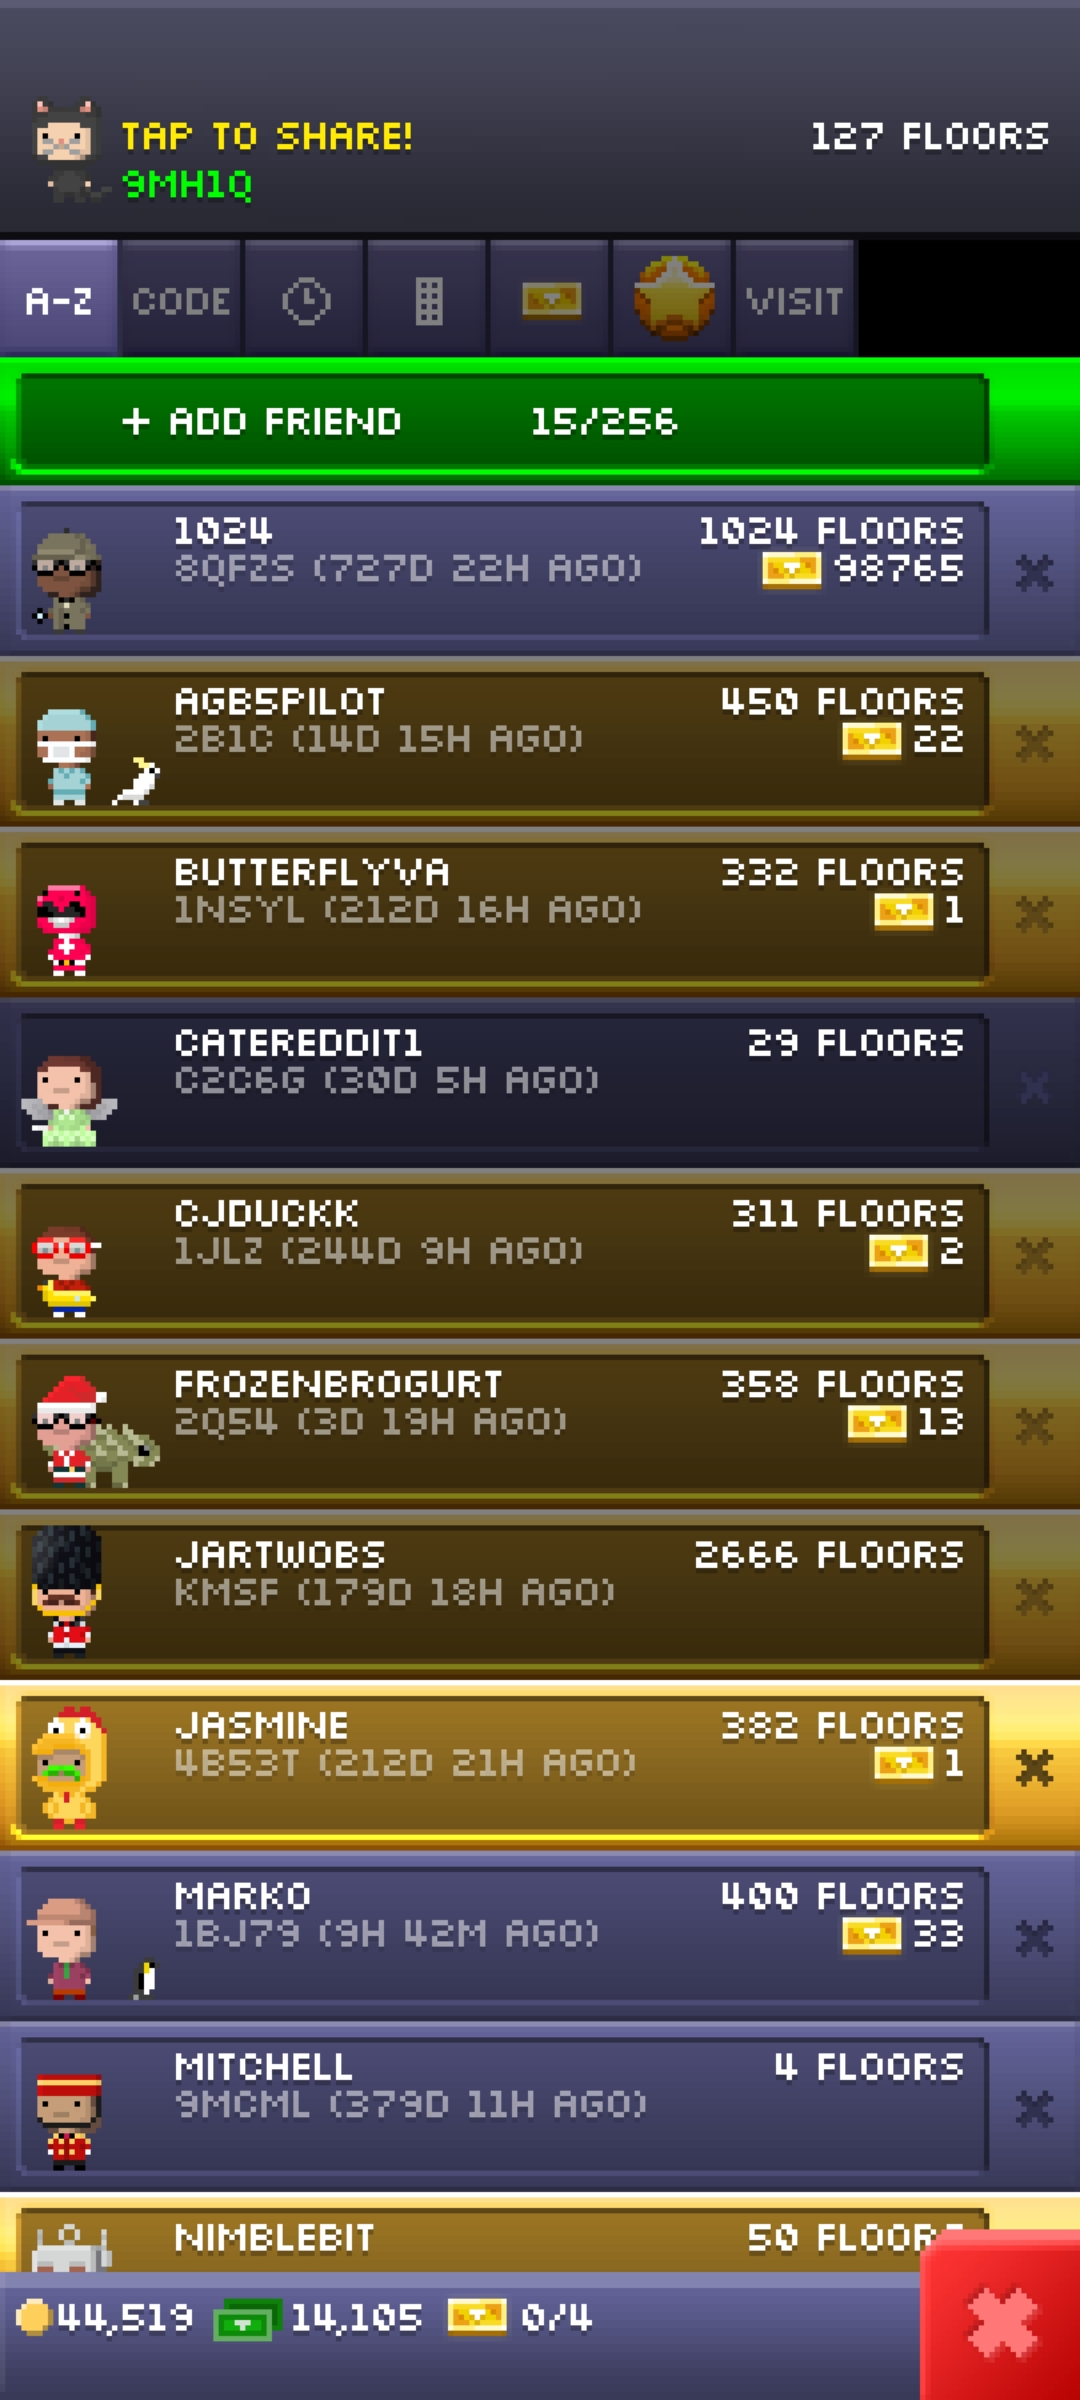 TAP TO SHARE!
127 FLOORS
9MH1Q
A-Z CODE VISIT
+ ADD FRIEND 15/256
1024 1024 FLOORS
8QFZS (727D 22H AGO) 98765
AGB5PILOT 450 FLOORS
2B1C (14D 15H AGO) 22
BUTTERFLYVA 332 FLOORS
1NSYL (212D 16H AGO) 1
CATEREDDIT1 29 FLOORS
C2C6G (30D 5H AGO)
CJDUCKK 311 FLOORS
1JLZ (244D 9H AGO) 2
FROZENBROGURT 358 FLOORS
2Q54 (3D 19H AGO) 13
JARTWOBS 2666 FLOORS
KMSF (179D 18H AGO)
JASMINE 382 FLOORS
4B53T (212D 21H AGO) 1
MARKO 400 FLOORS
1BJ79 (9H 42M AGO) 33
MITCHELL 4 FLOORS
9MCML (379D 11H AGO)
NIMBLEBIT 50 FLOORS
44,519 14,105 0/4